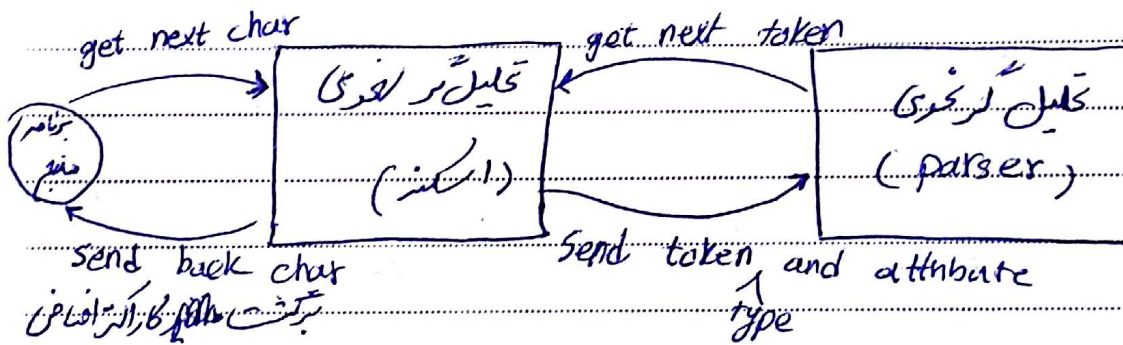 get next char
get next token
تحلیل‌گر لغوی
تحلیل‌گر نحوی
برنامه
منبع
(اسکنر)
(parser)
send back char
Send token and attribute
type
برگشت کاراکتر اضافی